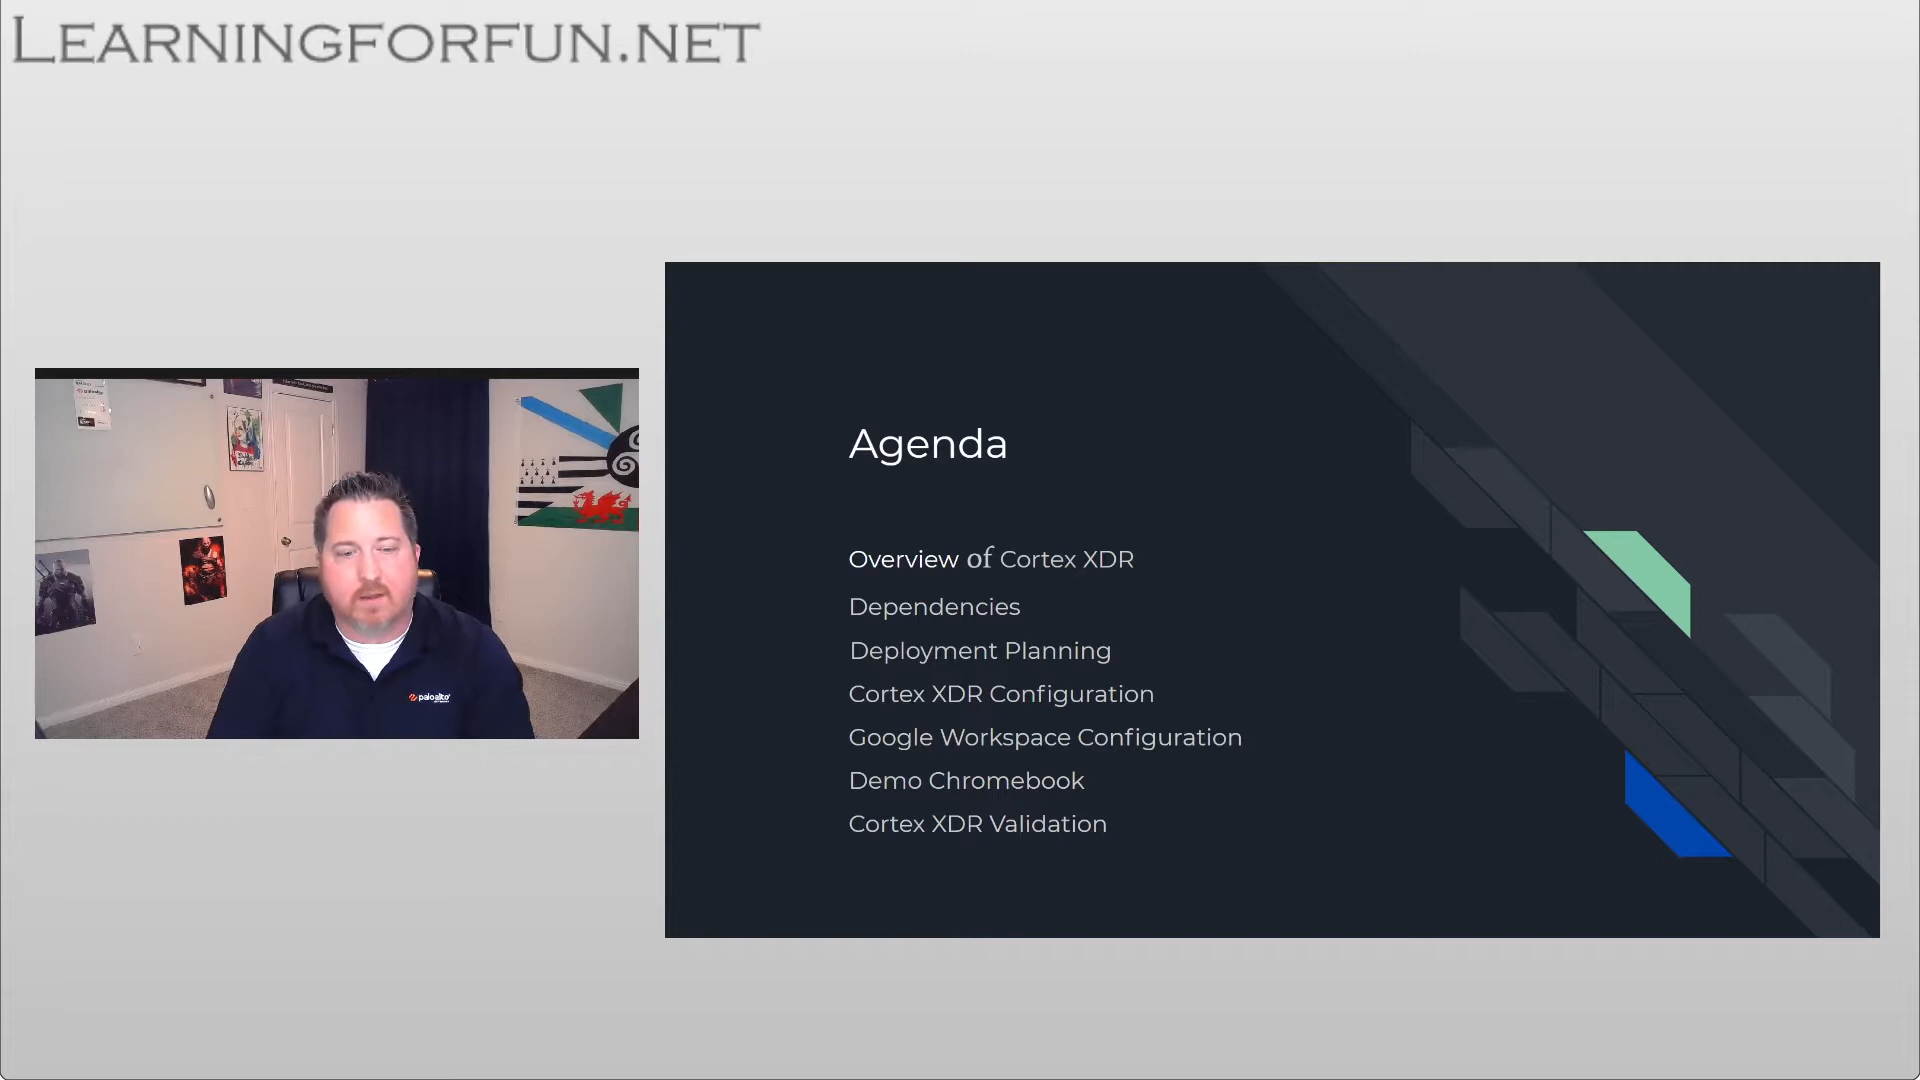 LEARNINGFORFUN.NET
Agenda
Overview of Cortex XDR
Dependencies
Deployment Planning
Cortex XDR Configuration
Google Workspace Configuration
Demo Chromebook
Cortex XDR Validation
paloalto